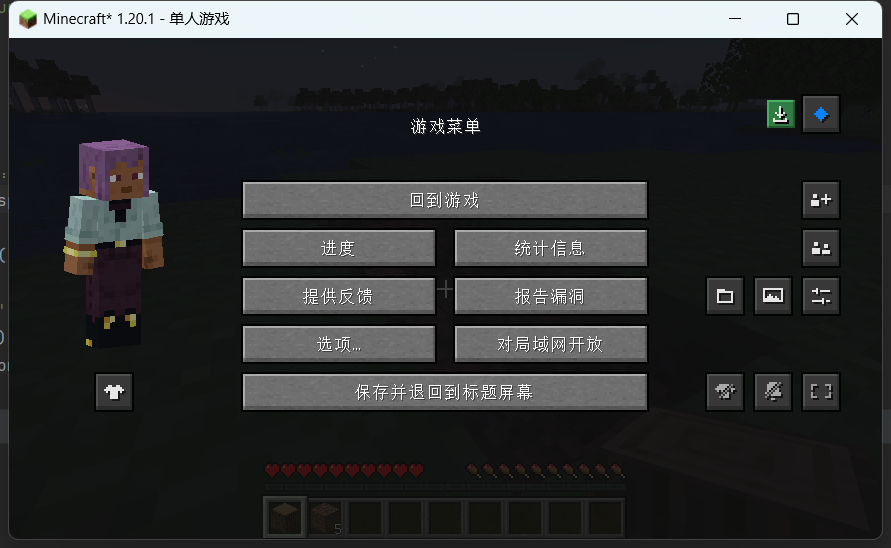 Minecraft* 1.20.1 - 单人游戏
游戏菜单
回到游戏
进度
统计信息
提供反馈
报告漏洞
选项...
对局域网开放
保存并退回到标题屏幕
5